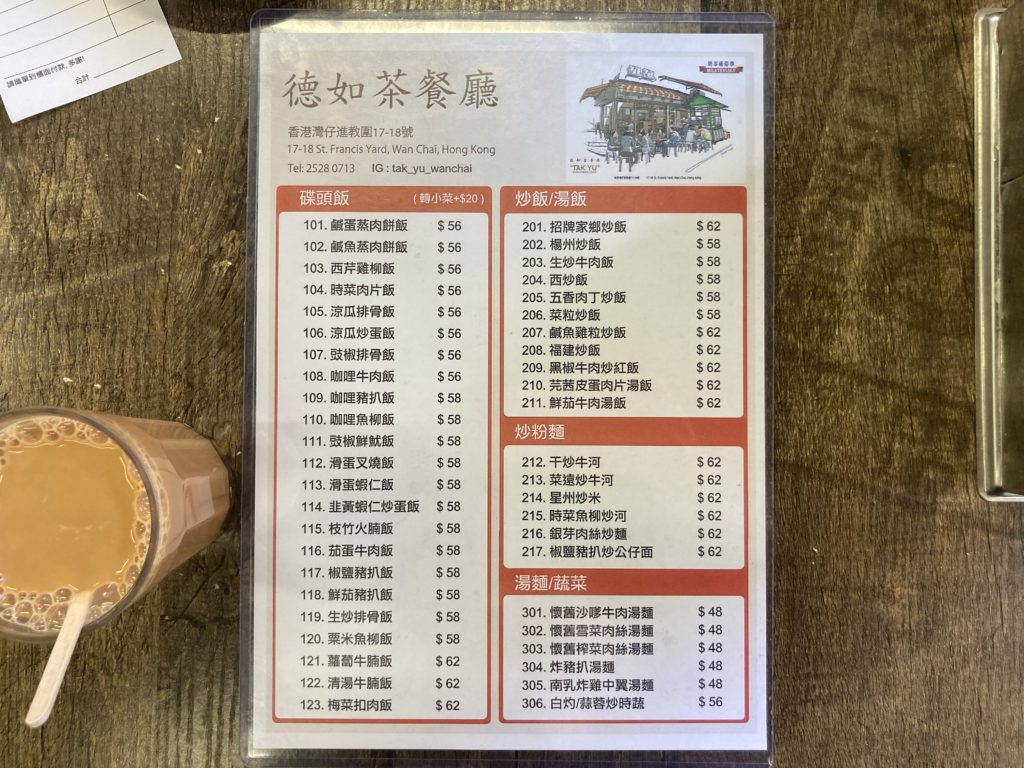 請攜單到櫃面付款,多謝!
合計
德如茶餐廳
香港灣仔進教圍17-18號
17-18 St. Francis Yard, Wan Chai, Hong Kong
Tel: 2528 0713 IG : tak_yu_wanchai
"TAK YU"
碟頭飯 ( 轉小菜+$20 )
101. 鹹蛋蒸肉餅飯 $ 56
102. 鹹魚蒸肉餅飯 $ 56
103. 西芹雞柳飯 $ 56
104. 時菜肉片飯 $ 56
105. 涼瓜排骨飯 $ 56
106. 涼瓜炒蛋飯 $ 56
107. 豉椒排骨飯 $ 56
108. 咖哩牛肉飯 $ 56
109. 咖哩豬扒飯 $ 58
110. 咖哩魚柳飯 $ 58
111. 豉椒鮮魷飯 $ 58
112. 滑蛋叉燒飯 $ 58
113. 滑蛋蝦仁飯 $ 58
114. 韭黃蝦仁炒蛋飯 $ 58
115. 枝竹火腩飯 $ 58
116. 茄蛋牛肉飯 $ 58
117. 椒鹽豬扒飯 $ 58
118. 鮮茄豬扒飯 $ 58
119. 生炒排骨飯 $ 58
120. 粟米魚柳飯 $ 58
121. 蘿蔔牛腩飯 $ 62
122. 清湯牛腩飯 $ 62
123. 梅菜扣肉飯 $ 62
炒飯/湯飯
201. 招牌家鄉炒飯 $ 62
202. 楊州炒飯 $ 58
203. 生炒牛肉飯 $ 58
204. 西炒飯 $ 58
205. 五香肉丁炒飯 $ 58
206. 菜粒炒飯 $ 58
207. 鹹魚雞粒炒飯 $ 62
208. 福建炒飯 $ 62
209. 黑椒牛肉炒紅飯 $ 62
210. 芫茜皮蛋肉片湯飯 $ 62
211. 鮮茄牛肉湯飯 $ 62
炒粉麵
212. 干炒牛河 $ 62
213. 菜遠炒牛河 $ 62
214. 星州炒米 $ 62
215. 時菜魚柳炒河 $ 62
216. 銀芽肉絲炒麵 $ 62
217. 椒鹽豬扒炒公仔面 $ 62
湯麵/蔬菜
301. 懷舊沙嗲牛肉湯麵 $ 48
302. 懷舊雪菜肉絲湯麵 $ 48
303. 懷舊榨菜肉絲湯麵 $ 48
304. 炸豬扒湯麵 $ 48
305. 南乳炸雞中翼湯麵 $ 48
306. 白灼/蒜蓉炒時蔬 $ 56